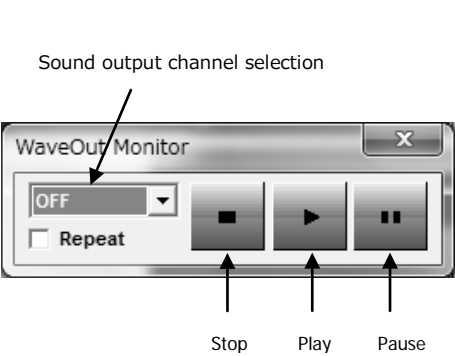 Sound output channel selection
WaveOut Monitor
OFF
Repeat
Stop Play Pause